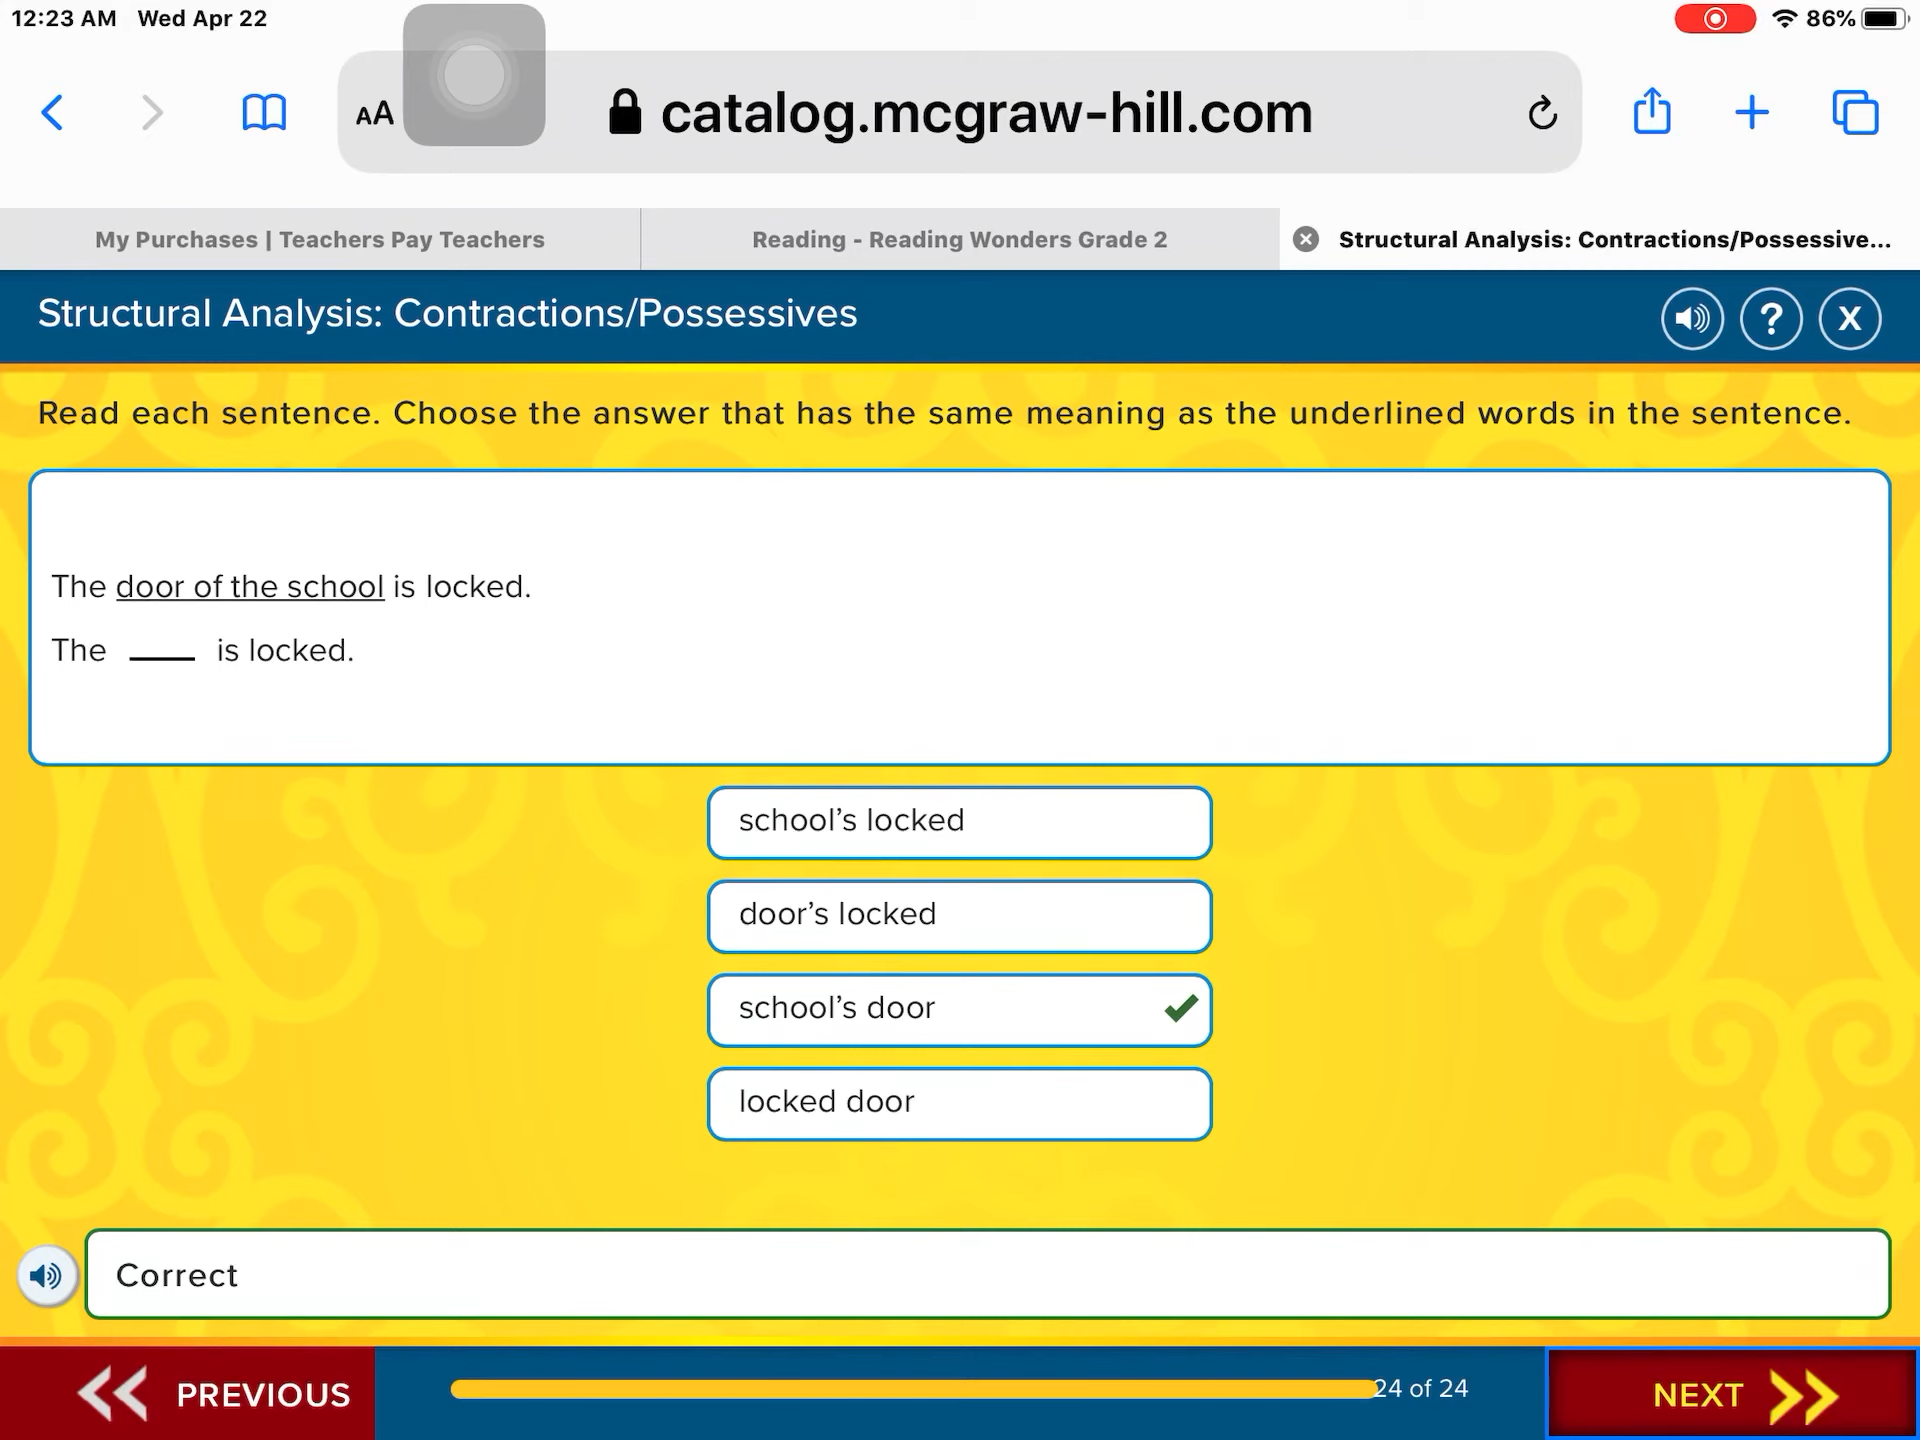 12:23 AM Wed Apr 22
86%
AA catalog.mcgraw-hill.com
My Purchases | Teachers Pay Teachers
Reading - Reading Wonders Grade 2
Structural Analysis: Contractions/Possessive...
Structural Analysis: Contractions/Possessives
? X
Read each sentence. Choose the answer that has the same meaning as the underlined words in the sentence.
The door of the school is locked.
The ____ is locked.
school’s locked
door’s locked
school’s door
locked door
Correct
PREVIOUS
24 of 24
NEXT